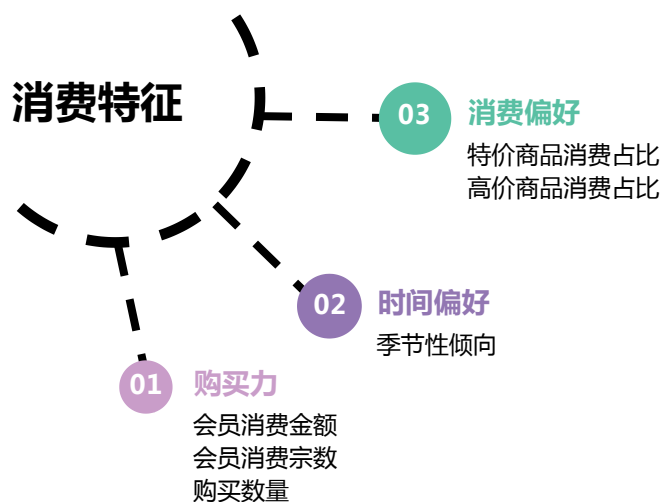 消费特征
03
消费偏好
特价商品消费占比
高价商品消费占比
02
时间偏好
季节性倾向
01
购买力
会员消费金额
会员消费宗数
购买数量